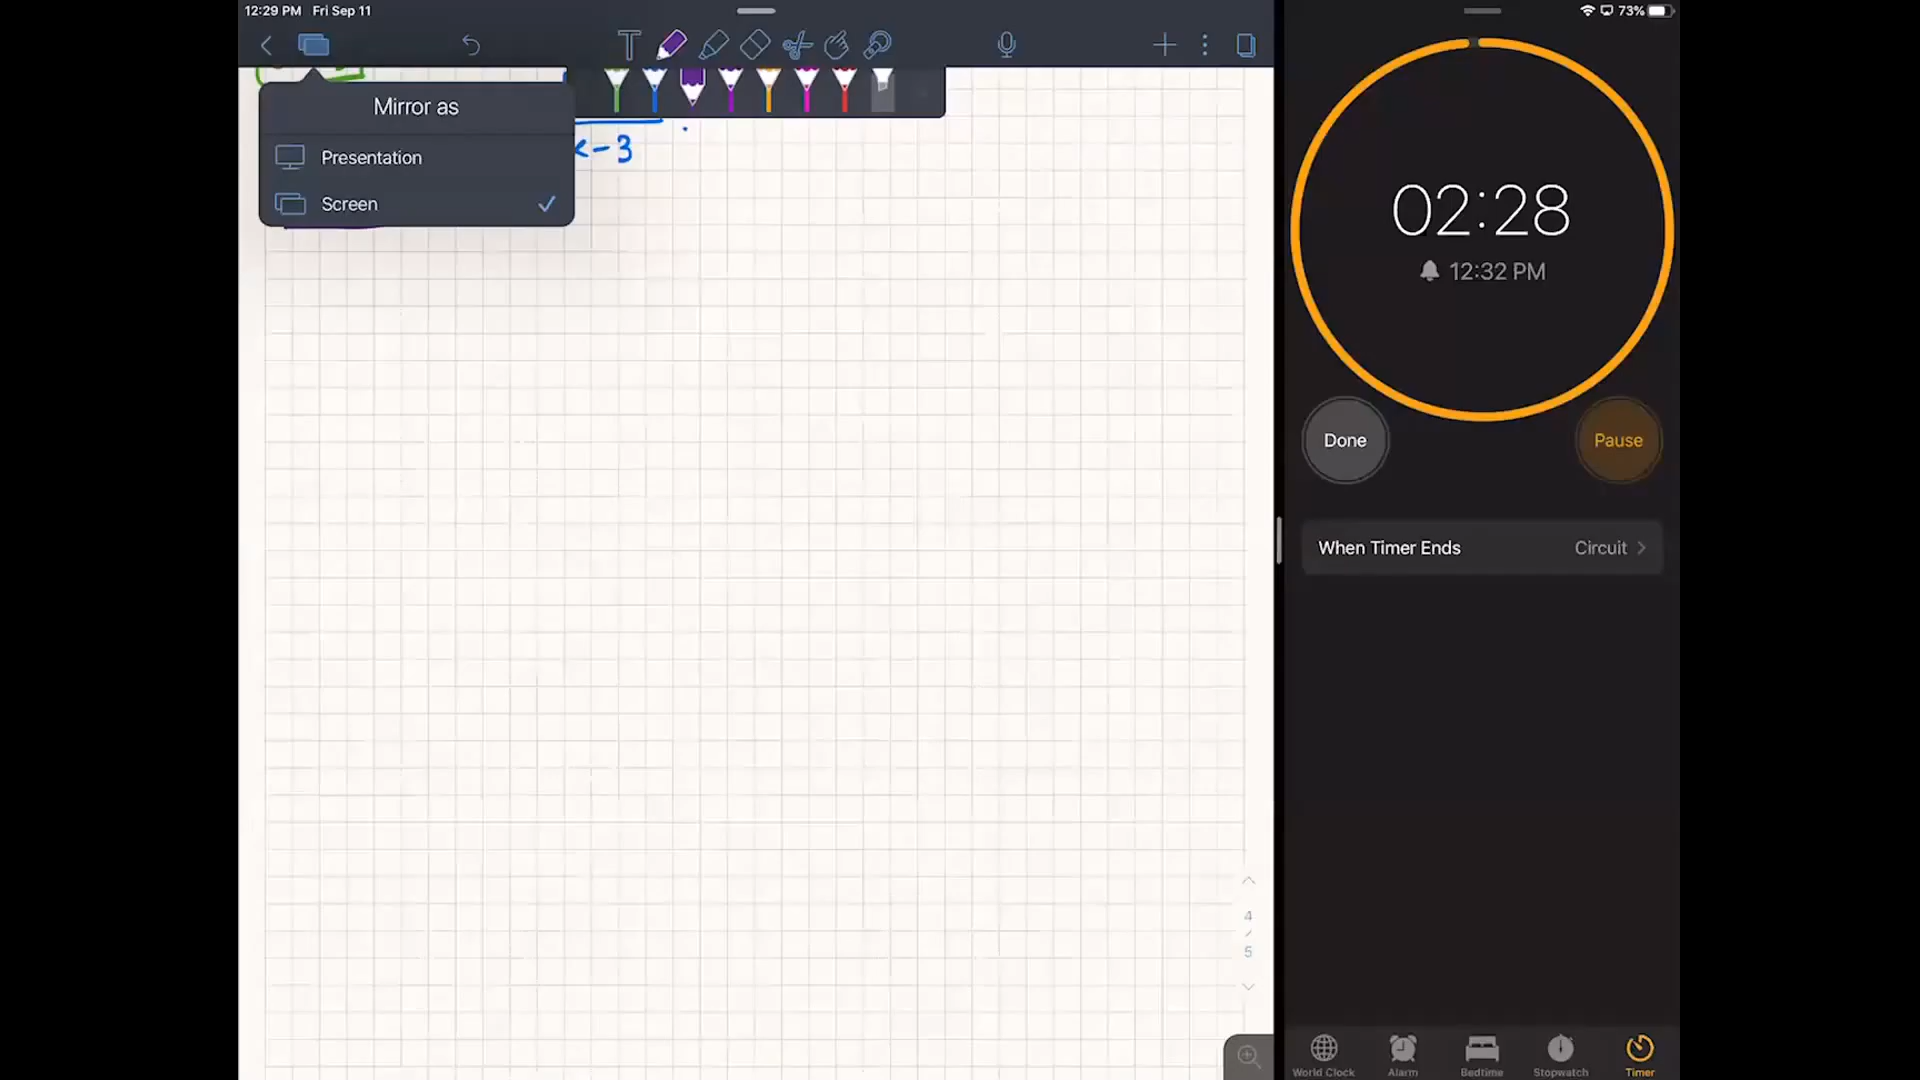 12:29 PM Fri Sep 11
73%
T
Mirror as
Presentation
Screen
x-3
4
5
02:28
12:32 PM
Done
Pause
When Timer Ends
Circuit
World Clock
Alarm
Bedtime
Stopwatch
Timer